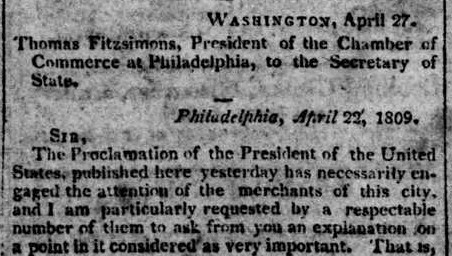 WASHINGTON, April 27.
Thomas Fitzsimons, President of the Chamber of
Commerce at Philadelphia, to the Secretary of
State.
Philadelphia, April 22, 1809.
SIR,
The Proclamation of the President of the United
States, published here yesterday has necessarily en-
gaged the attention of the merchants of this city,
and I am particularly requested by a respectable
number of them to ask from you an explanation on
a point in it considered as very important. That is,